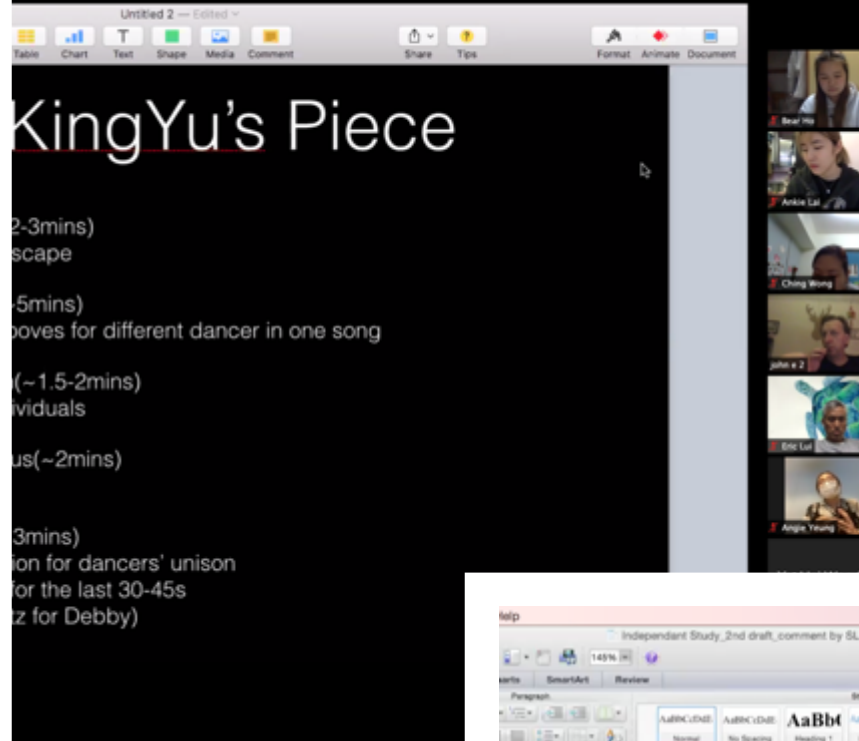 Untitled 2 — Edited
Table Chart Text Shape Media Comment Share Tips Format Animate Document
KingYu's Piece
2-3mins)
scape
5mins)
ooves for different dancer in one song
(~1.5-2mins)
ividuals
us(~2mins)
3mins)
ion for dancers' unison
for the last 30-45s
tz for Debby)
Bear Ho
Ankie Lai
Ching Wong
john e 2
Eric Lui
Angie Yeung
Help
Independant Study_2nd draft_comment by SL
145%
arts SmartArt Review
Paragraph
AaBbCcDdE AaBbCcDdE AaBb
Normal No Spacing Heading 1